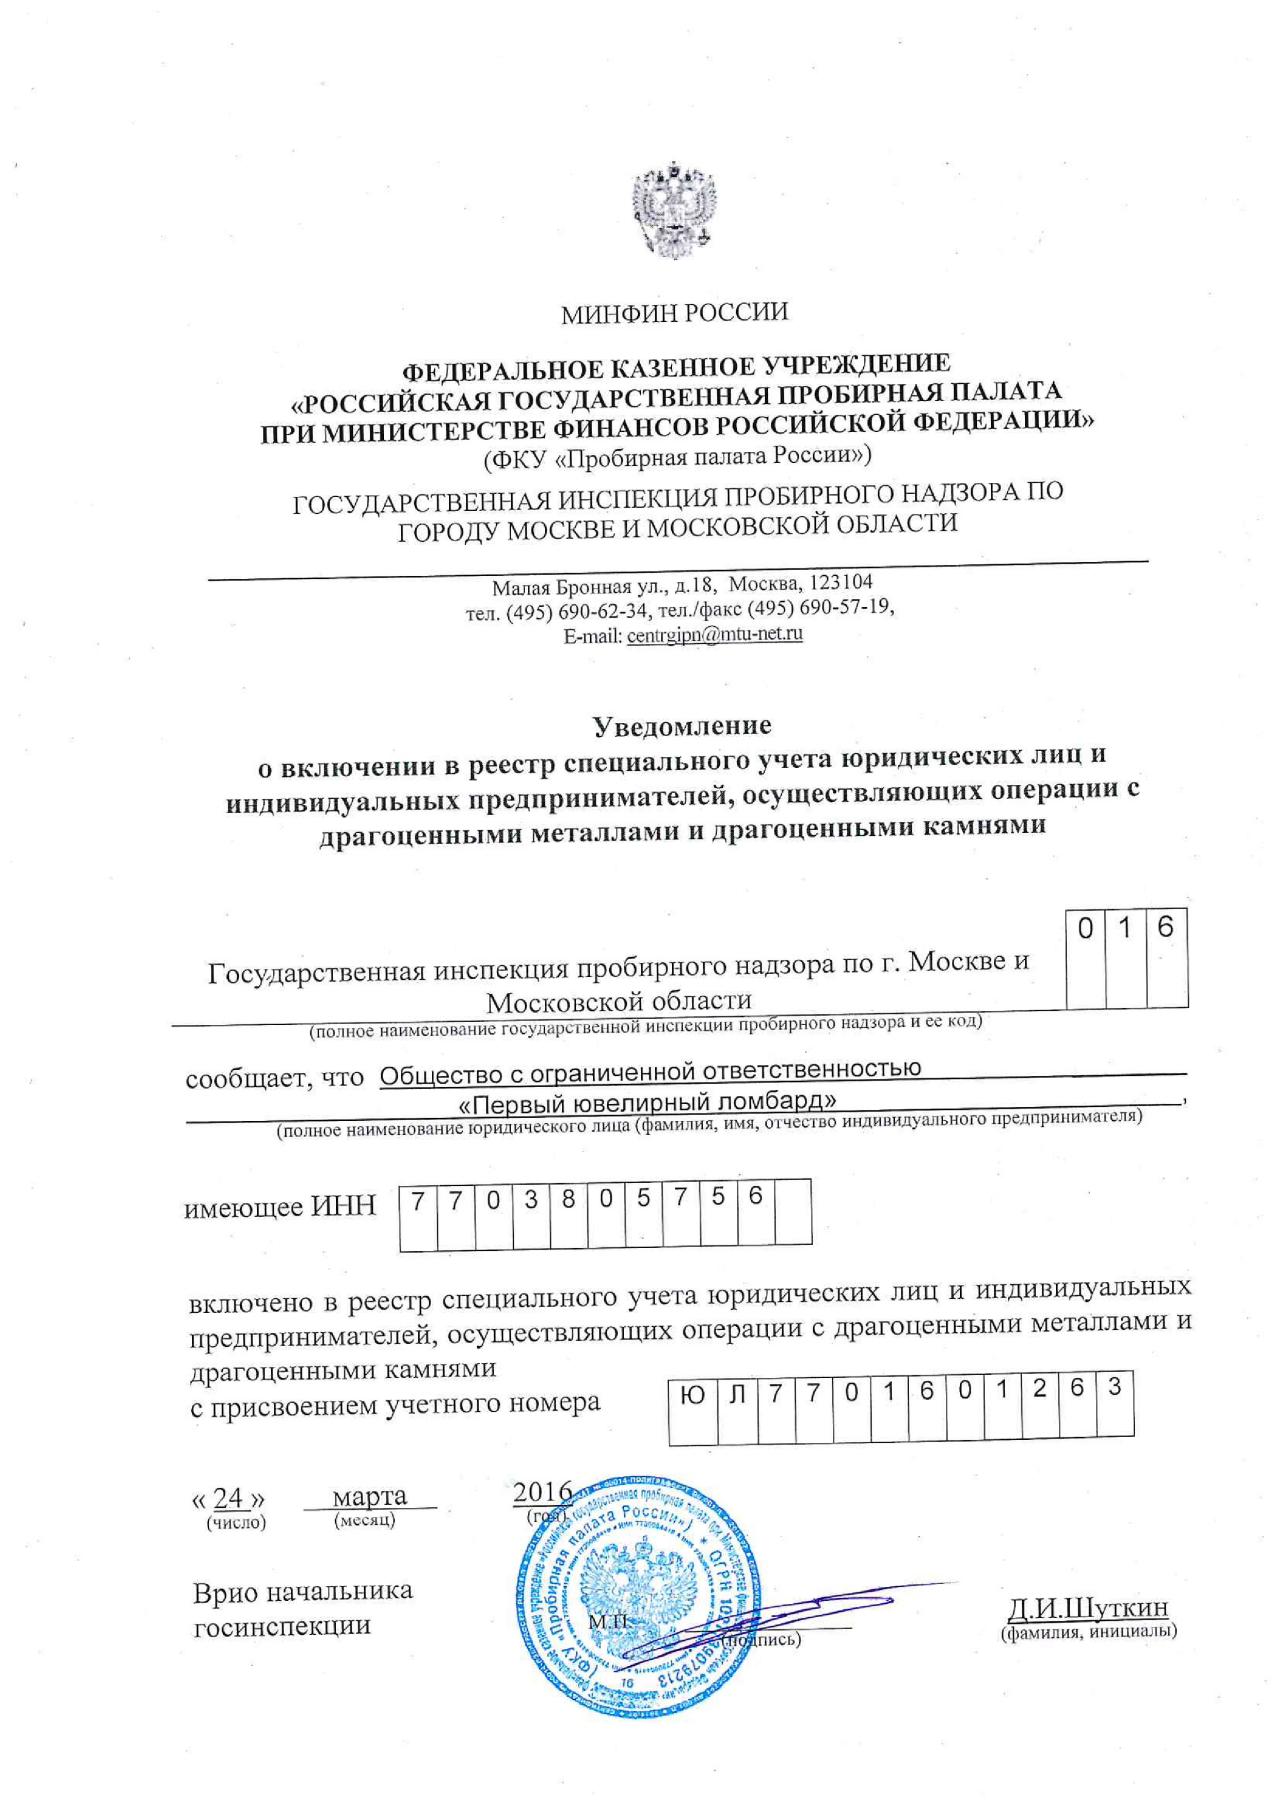 МИНФИН РОССИИ
ФЕДЕРАЛЬНОЕ КАЗЕННОЕ УЧРЕЖДЕНИЕ
«РОССИЙСКАЯ ГОСУДАРСТВЕННАЯ ПРОБИРНАЯ ПАЛАТА
ПРИ МИНИСТЕРСТВЕ ФИНАНСОВ РОССИЙСКОЙ ФЕДЕРАЦИИ»
(ФКУ «Пробирная палата России»)
ГОСУДАРСТВЕННАЯ ИНСПЕКЦИЯ ПРОБИРНОГО НАДЗОРА ПО
ГОРОДУ МОСКВЕ И МОСКОВСКОЙ ОБЛАСТИ
Малая Бронная ул., д.18, Москва, 123104
тел. (495) 690-62-34, тел./факс (495) 690-57-19,
E-mail: centrgipn@mtu-net.ru
Уведомление
о включении в реестр специального учета юридических лиц и
индивидуальных предпринимателей, осуществляющих операции с
драгоценными металлами и драгоценными камнями
0 1 6
Государственная инспекция пробирного надзора по г. Москве и
Московской области
(полное наименование государственной инспекции пробирного надзора и ее код)
сообщает, что Общество с ограниченной ответственностью
«Первый ювелирный ломбард»,
(полное наименование юридического лица (фамилия, имя, отчество индивидуального предпринимателя)
имеющее ИНН 7 7 0 3 8 0 5 7 5 6
включено в реестр специального учета юридических лиц и индивидуальных
предпринимателей, осуществляющих операции с драгоценными металлами и
драгоценными камнями
с присвоением учетного номера Ю Л 7 7 0 1 6 0 1 2 6 3
« 24 » марта 2016
(число) (месяц) (год)
(ФКУ «Пробирная палата России»)
Врио начальника
госинспекции
М.П.
(подпись)
Д.И.Шуткин
(фамилия, инициалы)
16